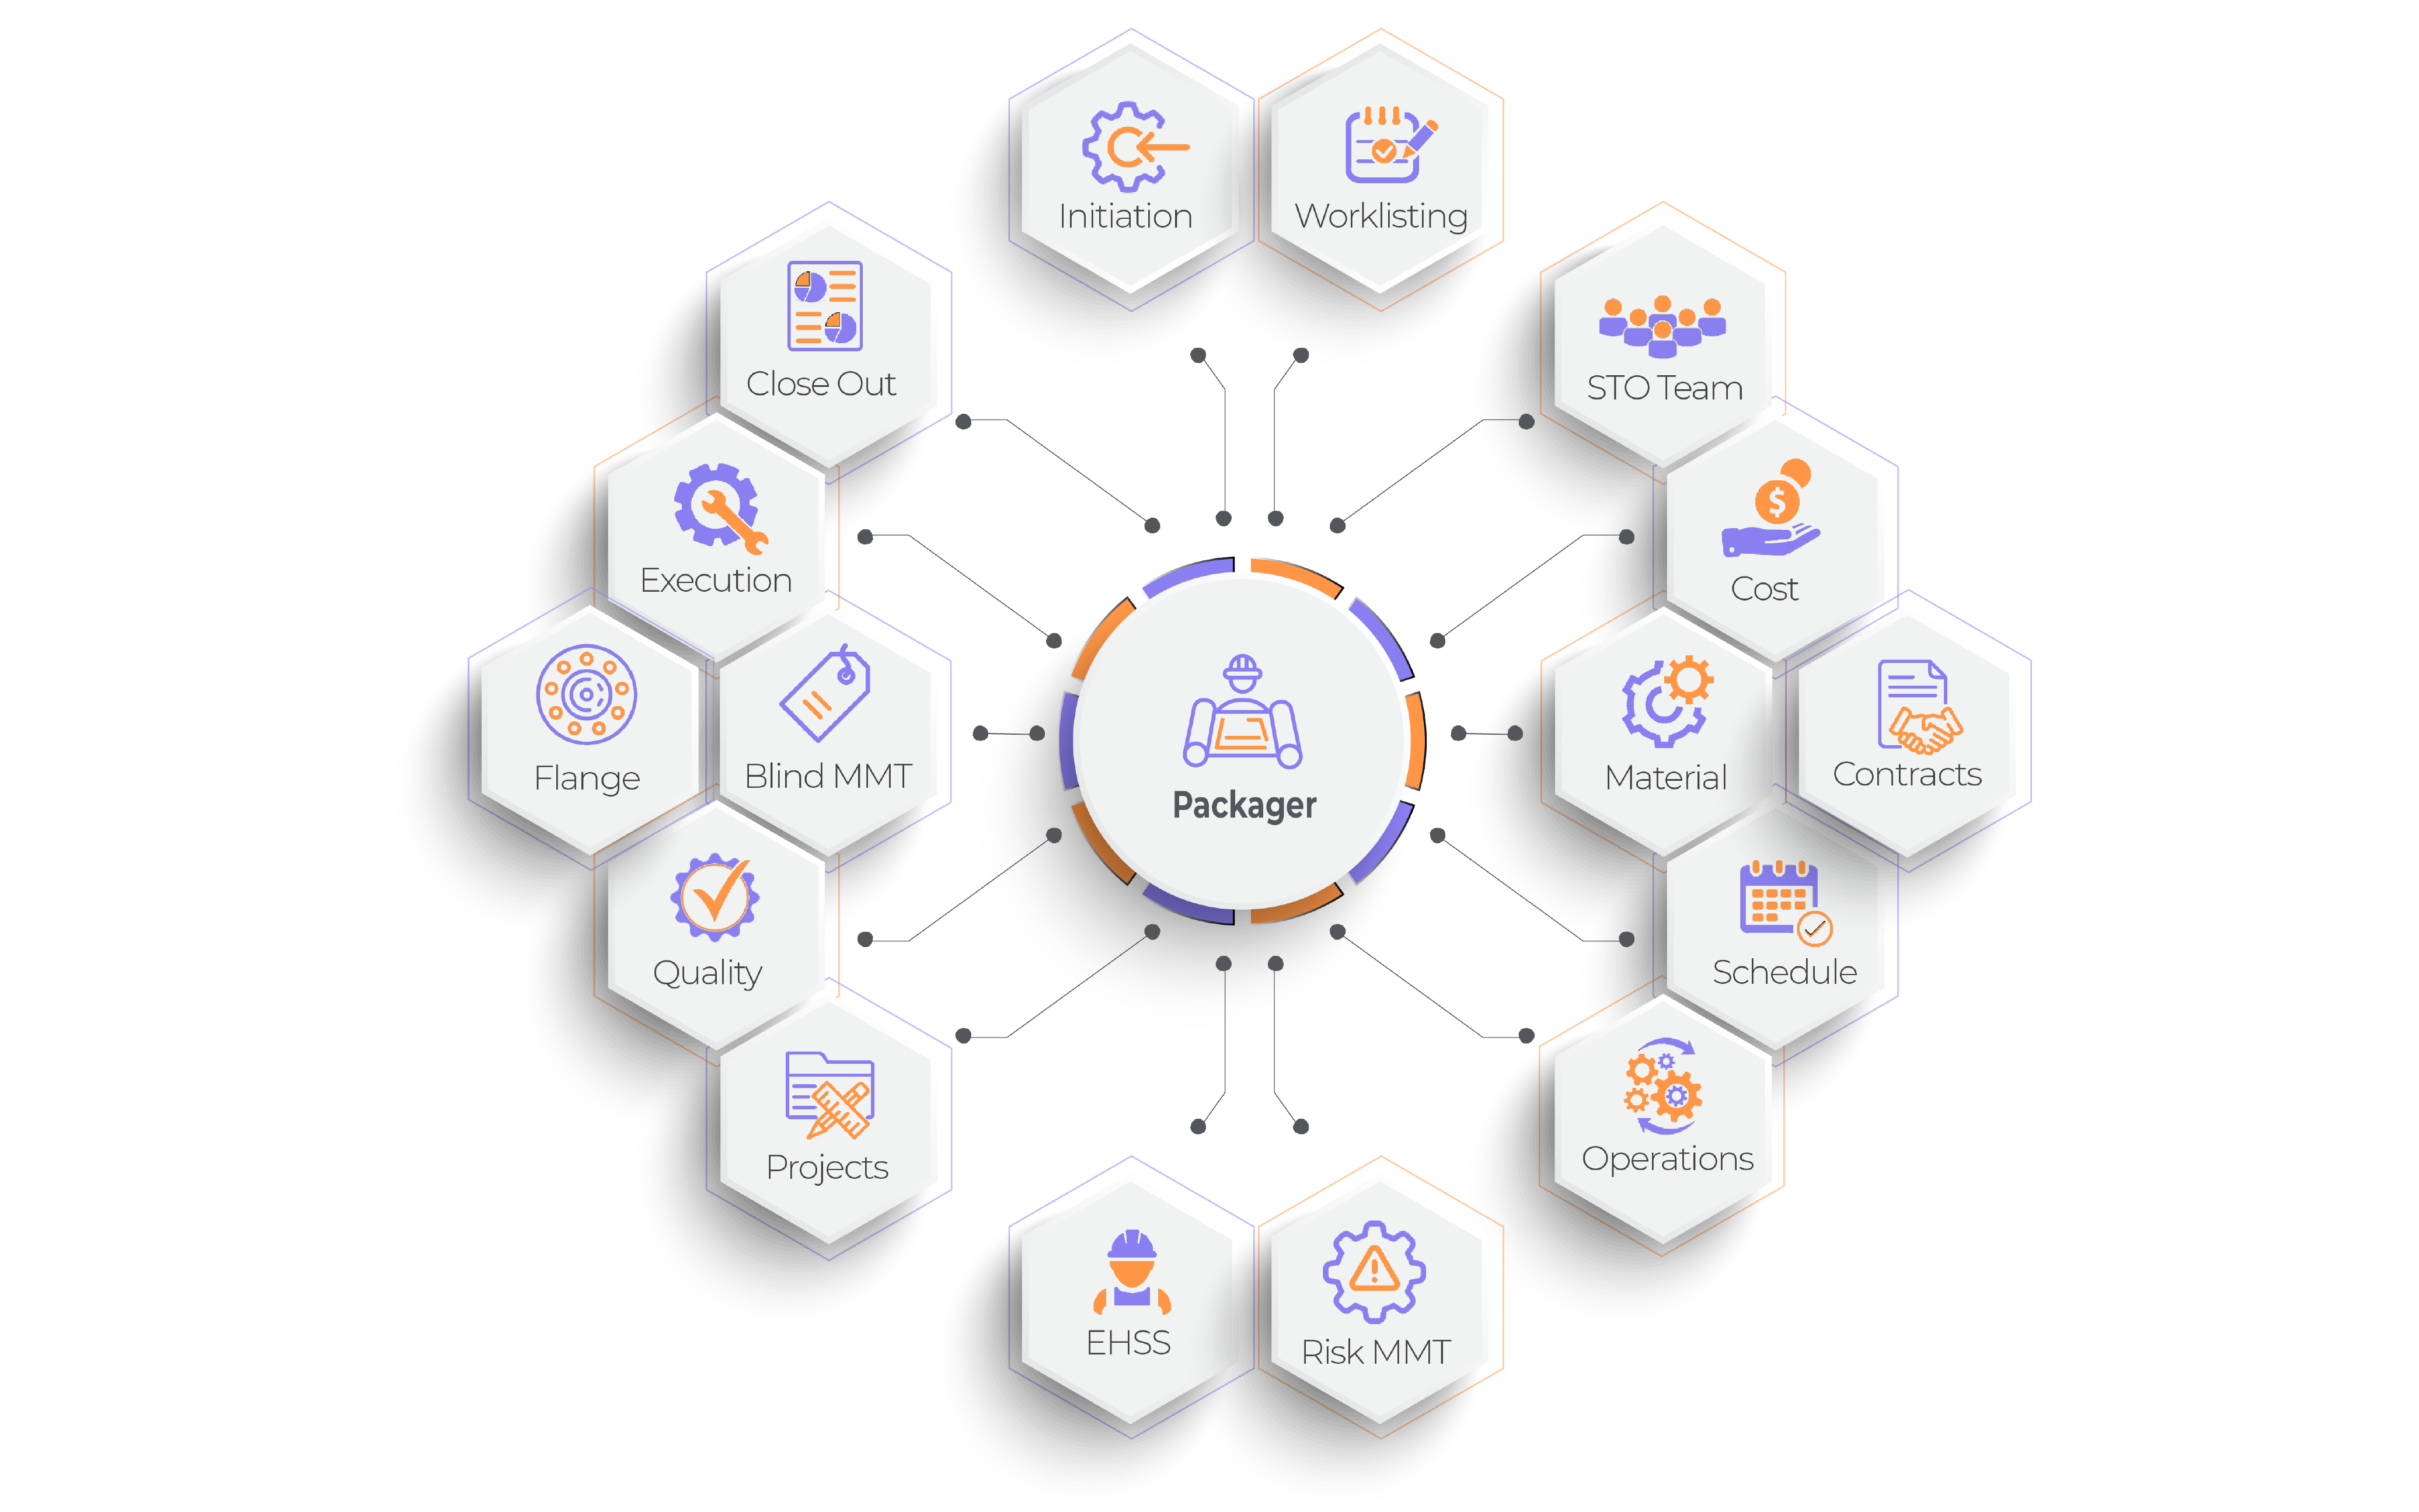 Initiation
Worklisting
Close Out
STO Team
Execution
Cost
Flange
Blind MMT
Packager
Material
Contracts
Quality
Schedule
Projects
Operations
EHSS
Risk MMT